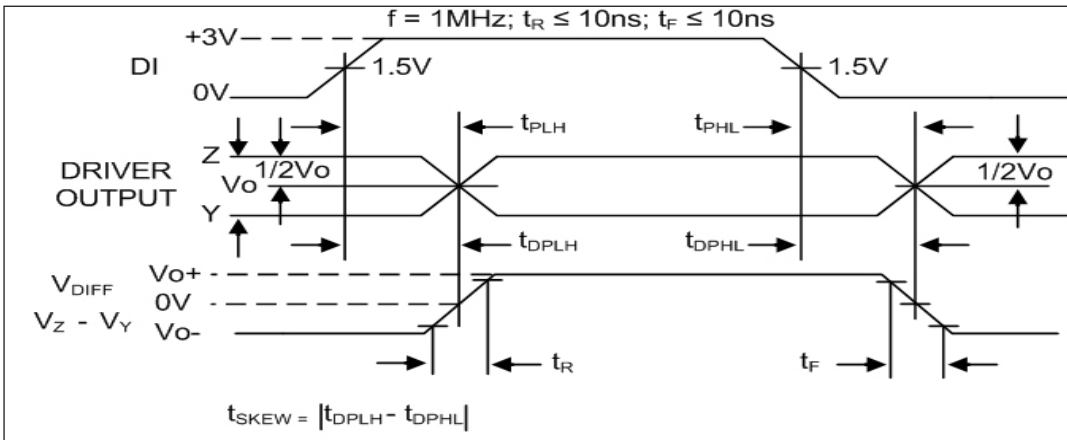 f = 1MHz; tR ≤ 10ns; tF ≤ 10ns
+3V
DI
1.5V
1.5V
0V
tPLH
tPHL
Z
DRIVER
OUTPUT
1/2Vo
Vo
1/2Vo
Y
tDPLH
tDPHL
Vo+
VDIFF
0V
VZ - VY
Vo-
tR
tF
tSKEW = |tDPLH - tDPHL|